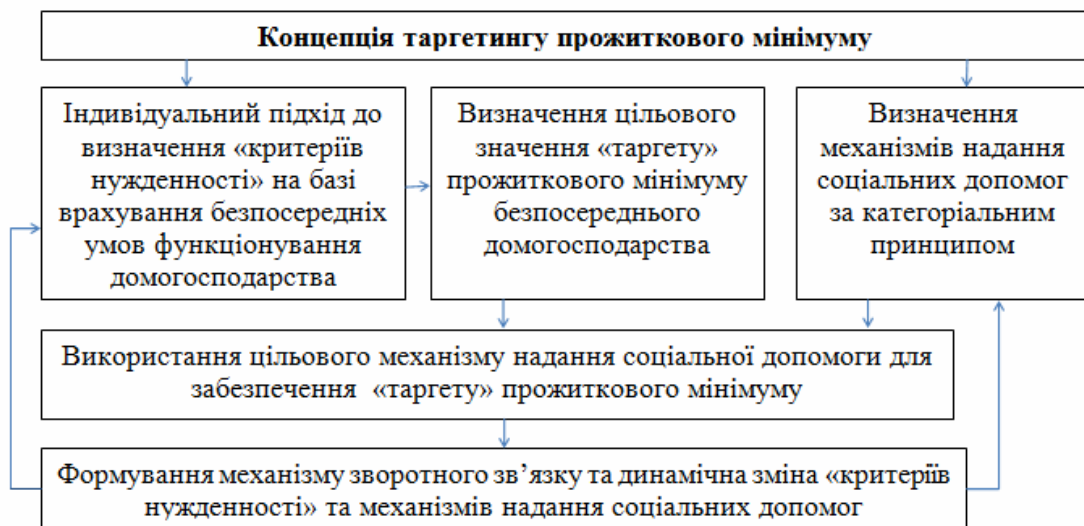 Концепція таргетингу прожиткового мінімуму
Індивідуальний підхід до
визначення «критеріїв
нужденності» на базі
врахування безпосередніх
умов функціонування
домогосподарства
Визначення цільового
значення «таргету»
прожиткового мінімуму
безпосереднього
домогосподарства
Визначення
механізмів надання
соціальних допомог
за категоріальним
принципом
Використання цільового механізму надання соціальної допомоги для
забезпечення «таргету» прожиткового мінімуму
Формування механізму зворотного зв’язку та динамічна зміна «критеріїв
нужденності» та механізмів надання соціальних допомог